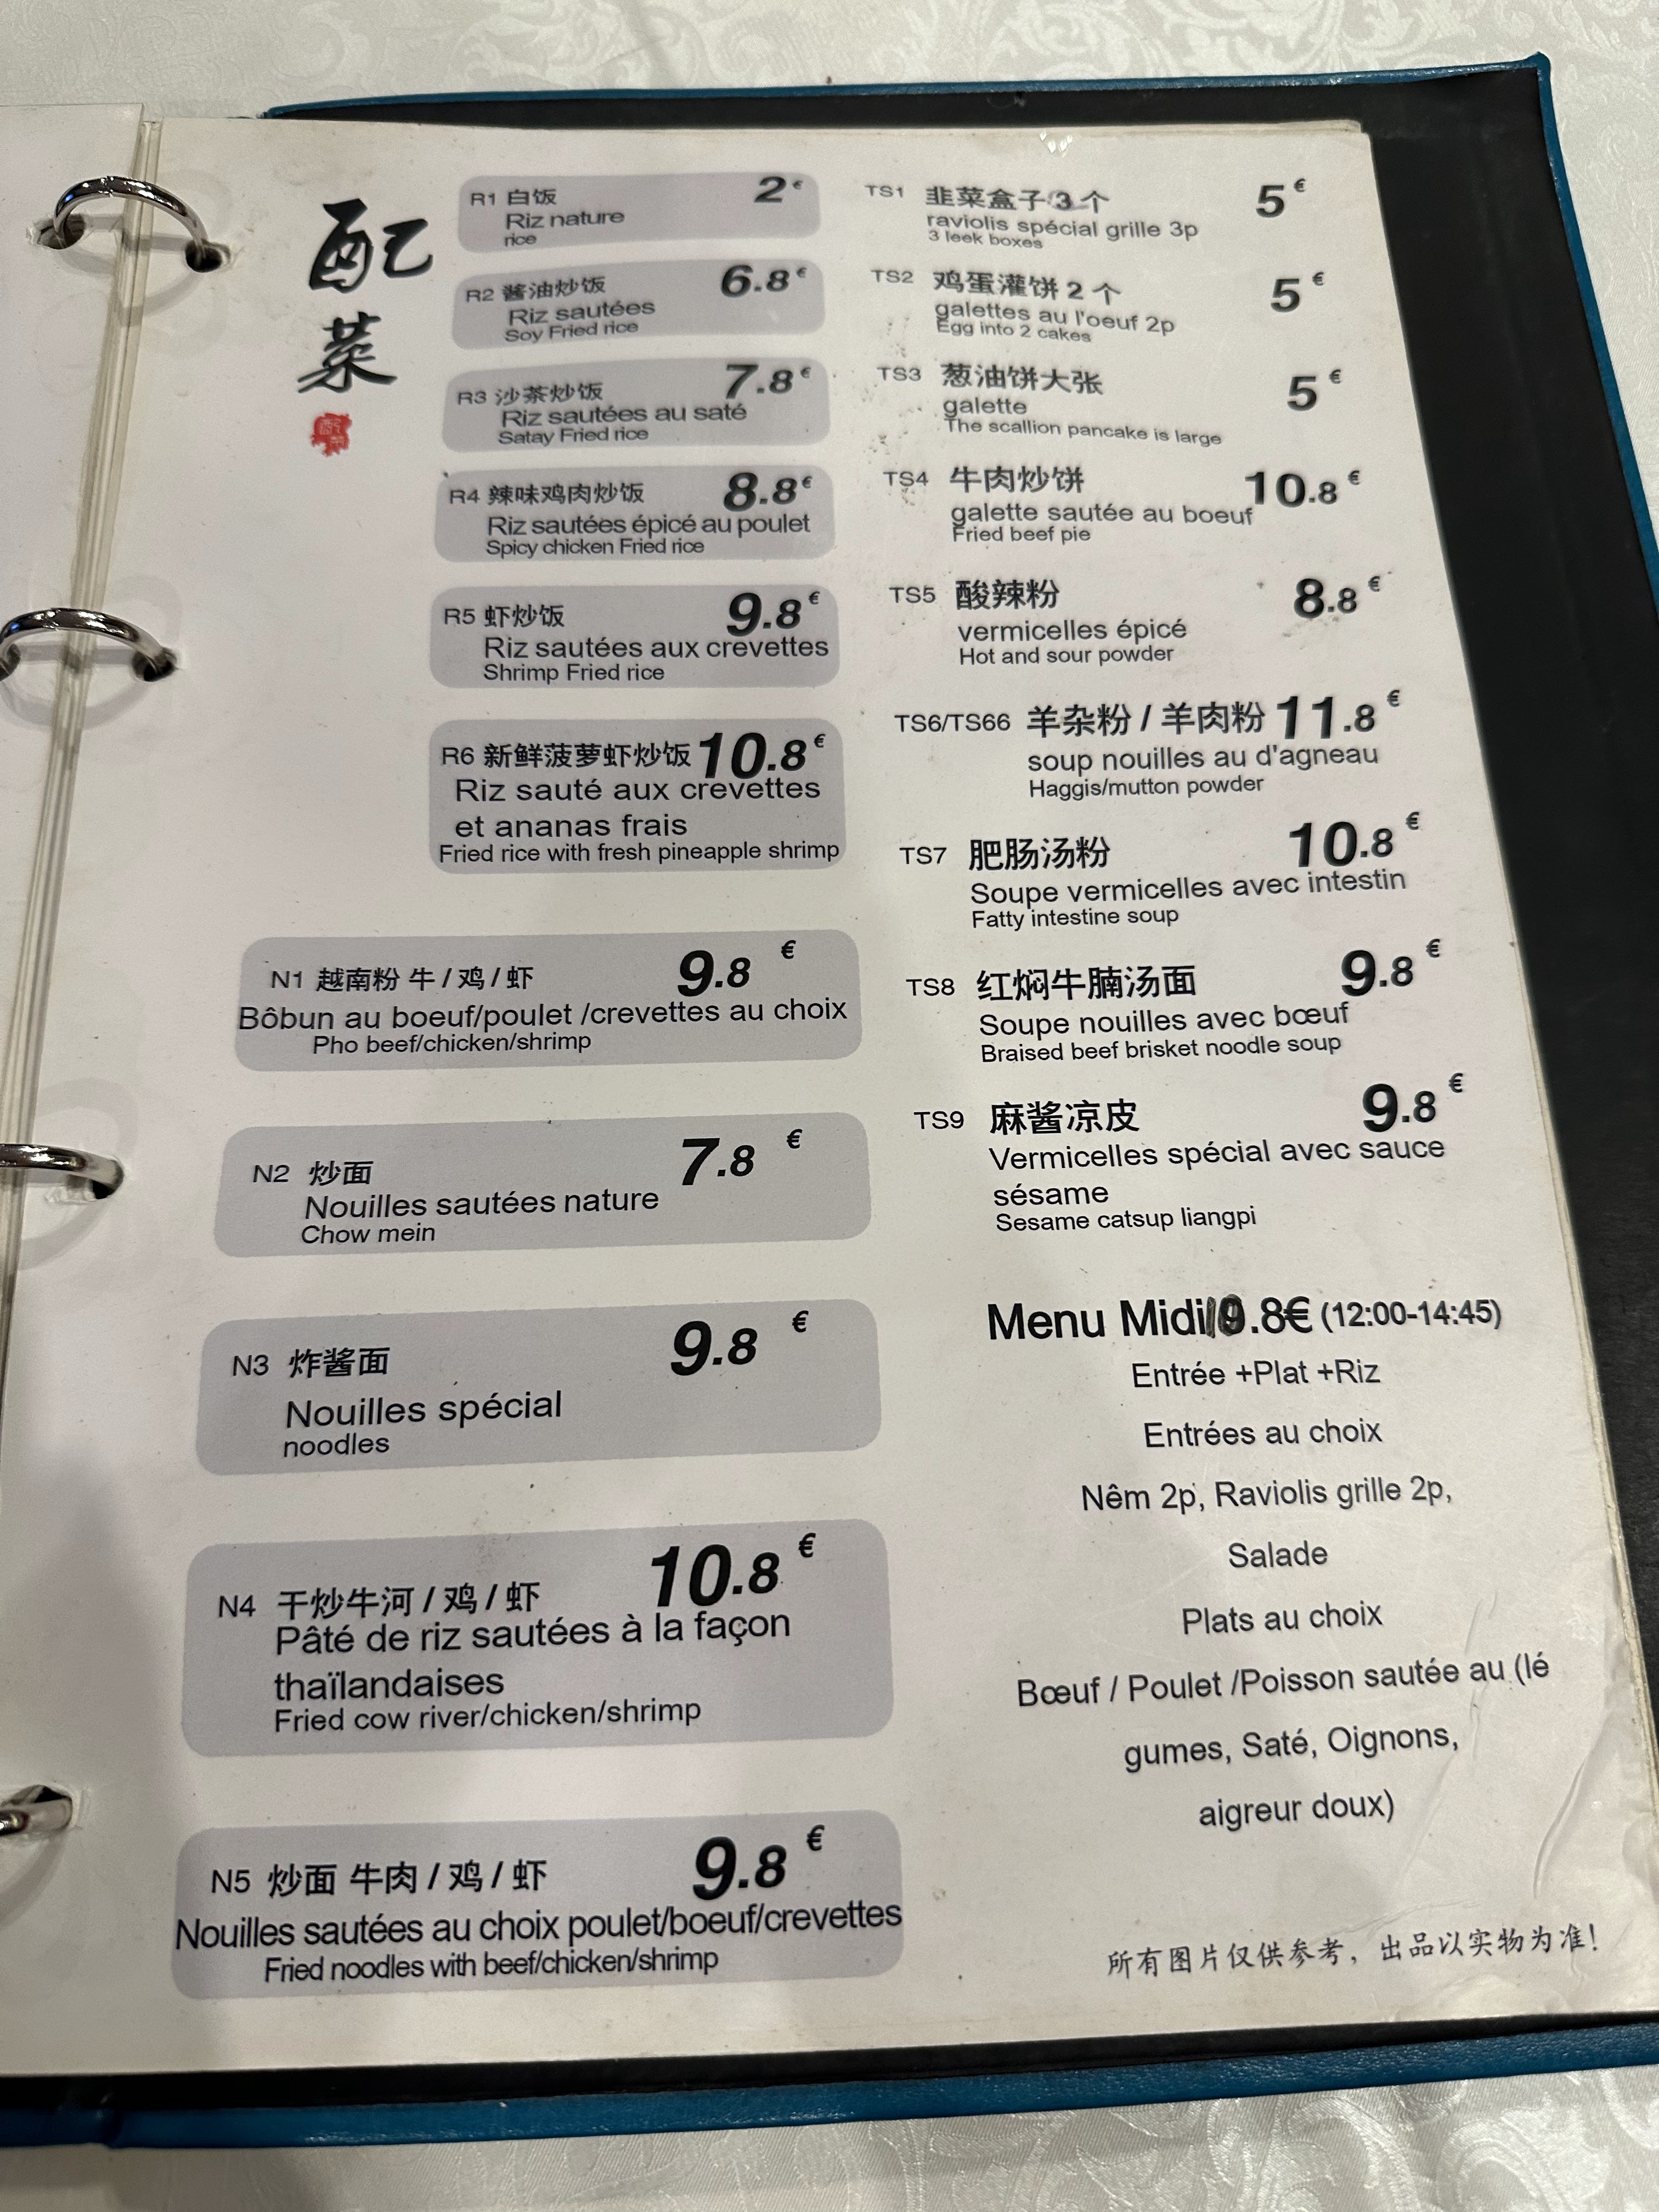 配
菜
R1 白饭 2€
Riz nature
rice
R2 酱油炒饭 6.8€
Riz sautées
Soy Fried rice
R3 沙茶炒饭 7.8€
Riz sautées au saté
Satay Fried rice
R4 辣味鸡肉炒饭 8.8€
Riz sautées épicé au poulet
Spicy chicken Fried rice
R5 虾炒饭 9.8€
Riz sautées aux crevettes
Shrimp Fried rice
R6 新鲜菠萝虾炒饭 10.8€
Riz sauté aux crevettes
et ananas frais
Fried rice with fresh pineapple shrimp
N1 越南粉 牛 / 鸡 / 虾 9.8 €
Bôbun au boeuf/poulet /crevettes au choix
Pho beef/chicken/shrimp
N2 炒面 7.8 €
Nouilles sautées nature
Chow mein
N3 炸酱面 9.8 €
Nouilles spécial
noodles
N4 干炒牛河 / 鸡 / 虾 10.8 €
Pâté de riz sautées à la façon
thaïlandaises
Fried cow river/chicken/shrimp
N5 炒面 牛肉 / 鸡 / 虾 9.8 €
Nouilles sautées au choix poulet/boeuf/crevettes
Fried noodles with beef/chicken/shrimp
TS1 韭菜盒子 3 个 5 €
raviolis spécial grille 3p
3 leek boxes
TS2 鸡蛋灌饼 2 个 5 €
galettes au l'oeuf 2p
Egg into 2 cakes
TS3 葱油饼大张 5 €
galette
The scallion pancake is large
TS4 牛肉炒饼 10.8 €
galette sautée au boeuf
Fried beef pie
TS5 酸辣粉 8.8 €
vermicelles épicé
Hot and sour powder
TS6/TS66 羊杂粉 / 羊肉粉 11.8 €
soup nouilles au d'agneau
Haggis/mutton powder
TS7 肥肠汤粉 10.8 €
Soupe vermicelles avec intestin
Fatty intestine soup
TS8 红焖牛腩汤面 9.8 €
Soupe nouilles avec bœuf
Braised beef brisket noodle soup
TS9 麻酱凉皮 9.8 €
Vermicelles spécial avec sauce
sésame
Sesame catsup liangpi
Menu Midi 10.8€ (12:00-14:45)
Entrée +Plat +Riz
Entrées au choix
Nêm 2p, Raviolis grille 2p,
Salade
Plats au choix
Bœuf / Poulet /Poisson sautée au (lé
gumes, Saté, Oignons,
aigreur doux)
所有图片仅供参考，出品以实物为准！